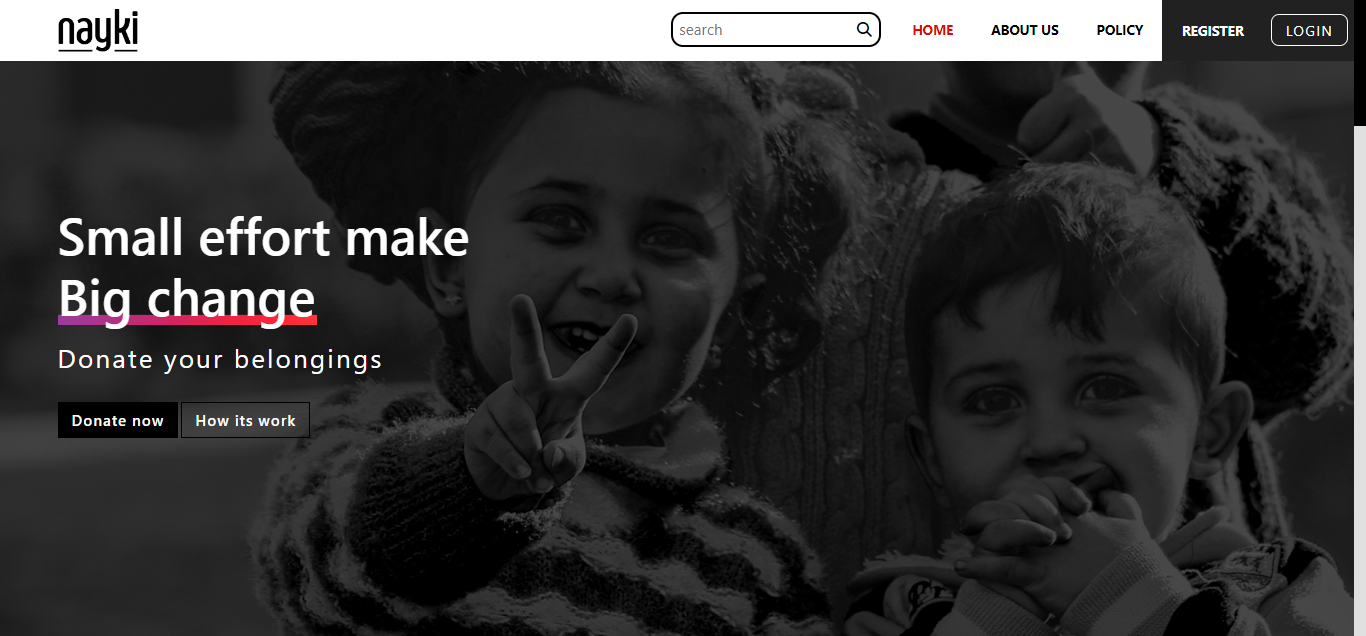 nayki
search
HOME
ABOUT US
POLICY
REGISTER
LOGIN
Small effort make
Big change
Donate your belongings
Donate now
How its work